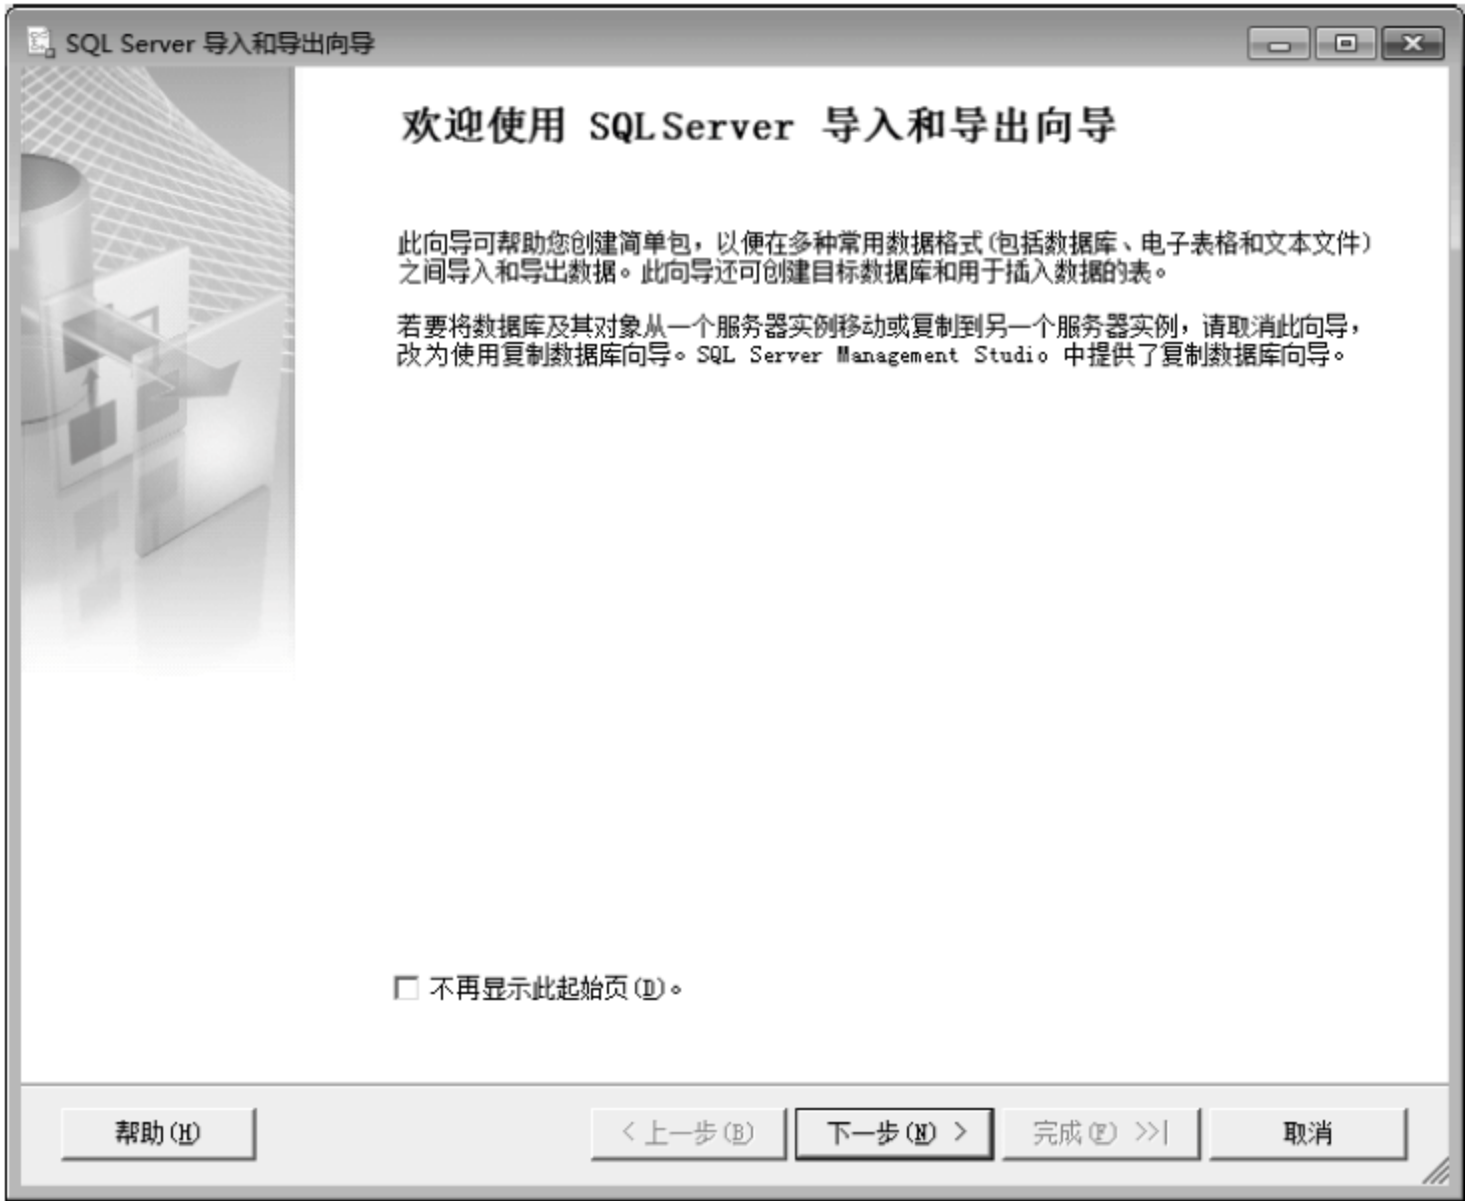 SQL Server 导入和导出向导
欢迎使用 SQL Server 导入和导出向导
此向导可帮助您创建简单包，以便在多种常用数据格式(包括数据库、电子表格和文本文件)
之间导入和导出数据。此向导还可创建目标数据库和用于插入数据的表。
若要将数据库及其对象从一个服务器实例移动或复制到另一个服务器实例，请取消此向导，
改为使用复制数据库向导。SQL Server Management Studio 中提供了复制数据库向导。
不再显示此起始页(D)。
帮助(H)
< 上一步(B)
下一步(N) >
完成(F) >>|
取消